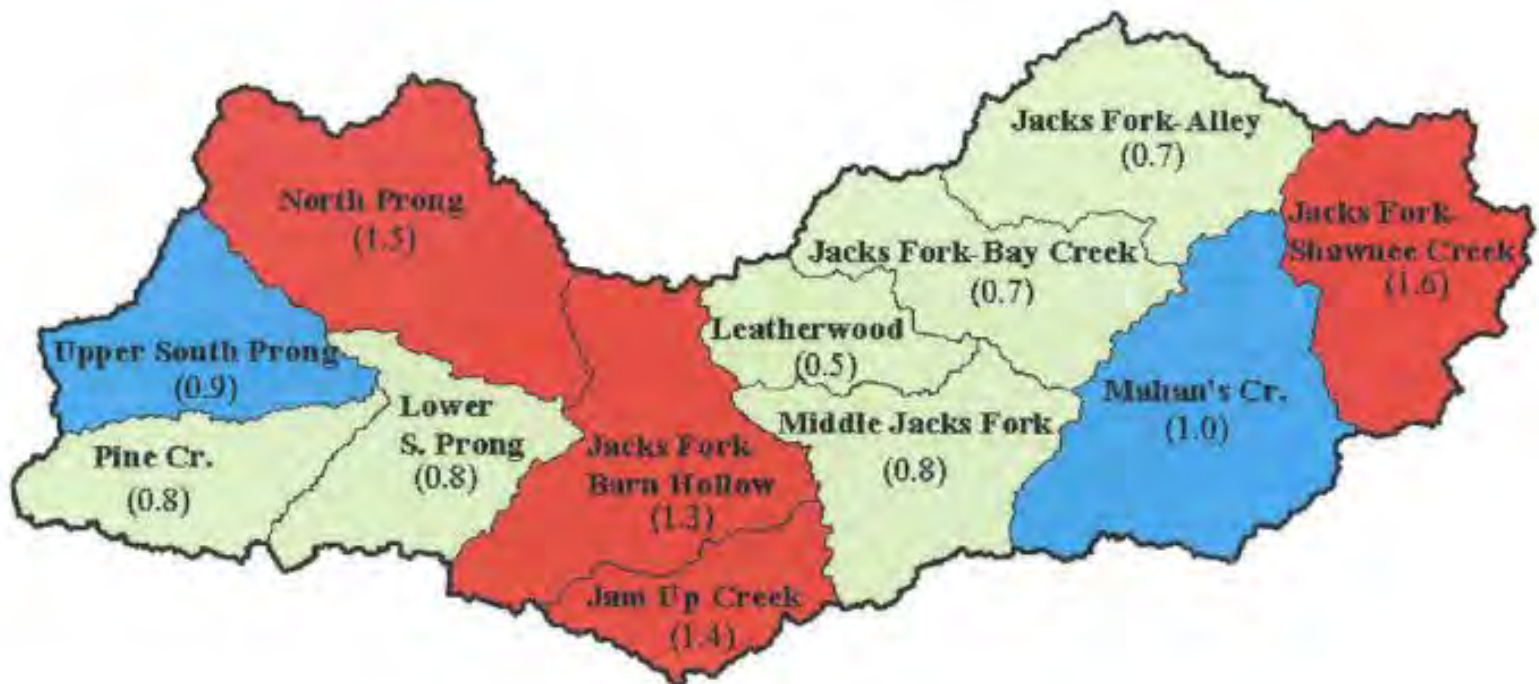 Jacks Fork-Alley
(0.7)
North Prong
(1.5)
Jacks Fork-
Shawnee Creek
(1.6)
Jacks Fork-Bay Creek
(0.7)
Leatherwood
(0.5)
Upper South Prong
(0.9)
Mahan's Cr.
(1.0)
Lower
S. Prong
(0.8)
Middle Jacks Fork
(0.8)
Pine Cr.
(0.8)
Jacks Fork
Barn Hollow
(1.3)
Jam Up Creek
(1.4)